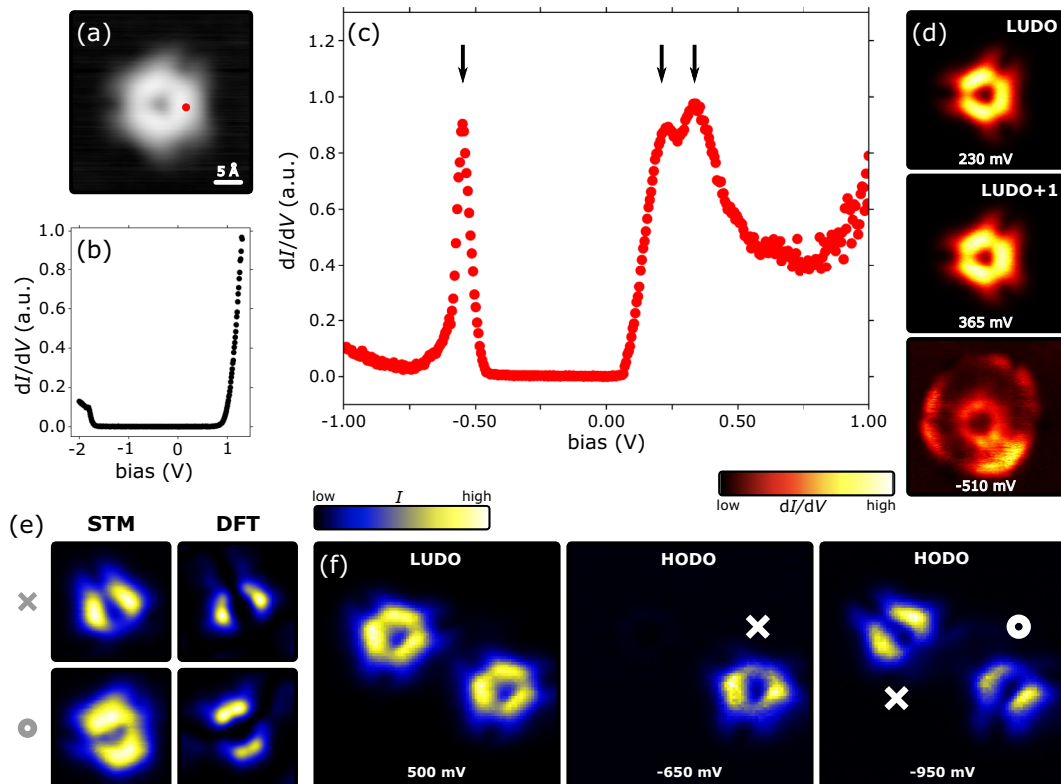 (a)
5 Å
(b)
dI/dV (a.u.)
1.0
0.8
0.6
0.4
0.2
0.0
-2
-1
0
1
bias (V)
(c)
dI/dV (a.u.)
1.2
1.0
0.8
0.6
0.4
0.2
0.0
-1.00
-0.50
0.00
0.50
1.00
bias (V)
(d)
LUDO
230 mV
LUDO+1
365 mV
-510 mV
low
dI/dV
high
low
I
high
(e)
STM
DFT
(f)
LUDO
500 mV
HODO
-650 mV
HODO
-950 mV